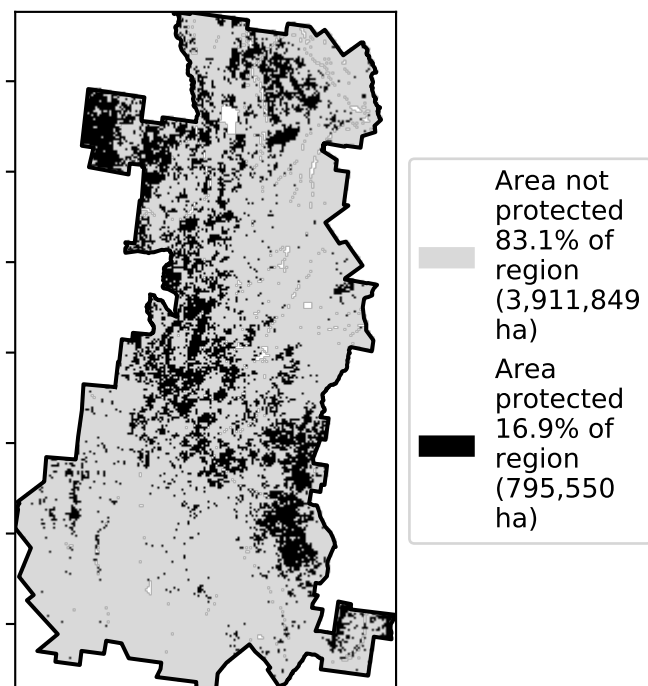 Area not
protected
83.1% of
region
(3,911,849
ha)
Area
protected
16.9% of
region
(795,550
ha)